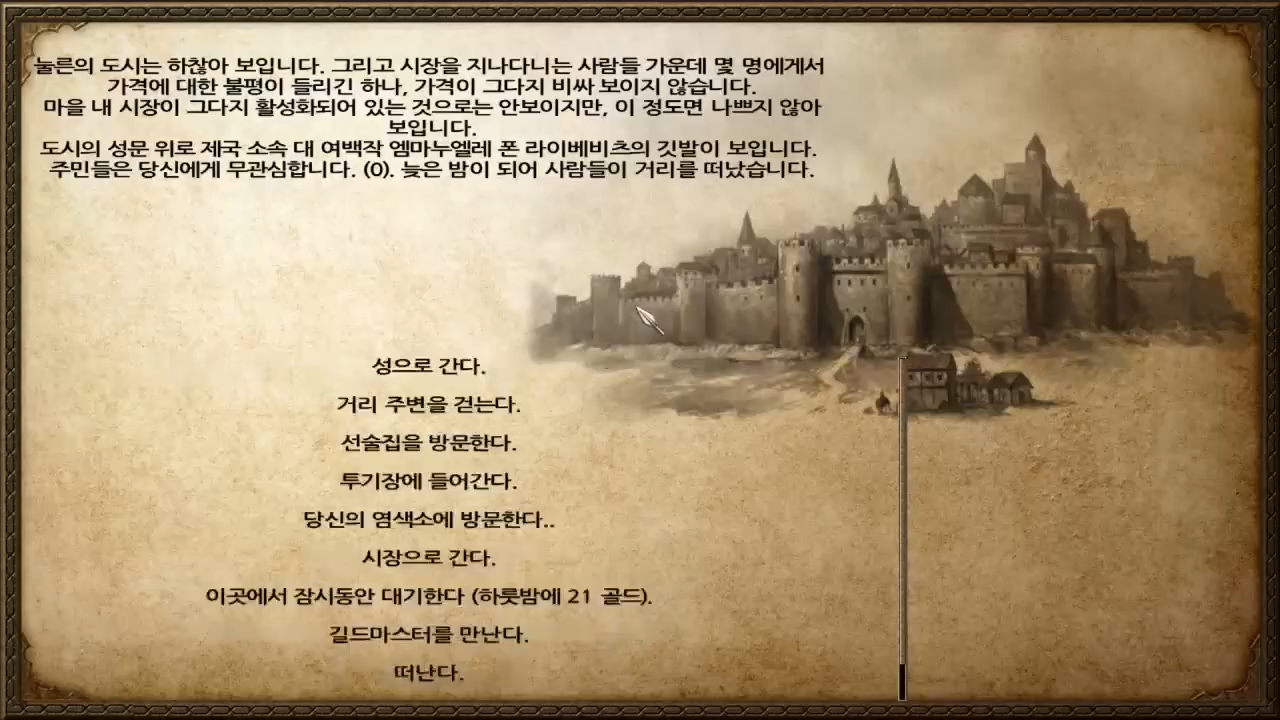 눌른의 도시는 하찮아 보입니다. 그리고 시장을 지나다니는 사람들 가운데 몇 명에게서
가격에 대한 불평이 들리긴 하나, 가격이 그다지 비싸 보이지 않습니다.
마을 내 시장이 그다지 활성화되어 있는 것으로는 안보이지만, 이 정도면 나쁘지 않아
보입니다.
도시의 성문 위로 제국 소속 대 여백작 엠마누엘레 폰 라이베비츠의 깃발이 보입니다.
주민들은 당신에게 무관심합니다. (0). 늦은 밤이 되어 사람들이 거리를 떠났습니다.
성으로 간다.
거리 주변을 걷는다.
선술집을 방문한다.
투기장에 들어간다.
당신의 염색소에 방문한다..
시장으로 간다.
이곳에서 잠시동안 대기한다 (하룻밤에 21 골드).
길드마스터를 만난다.
떠난다.